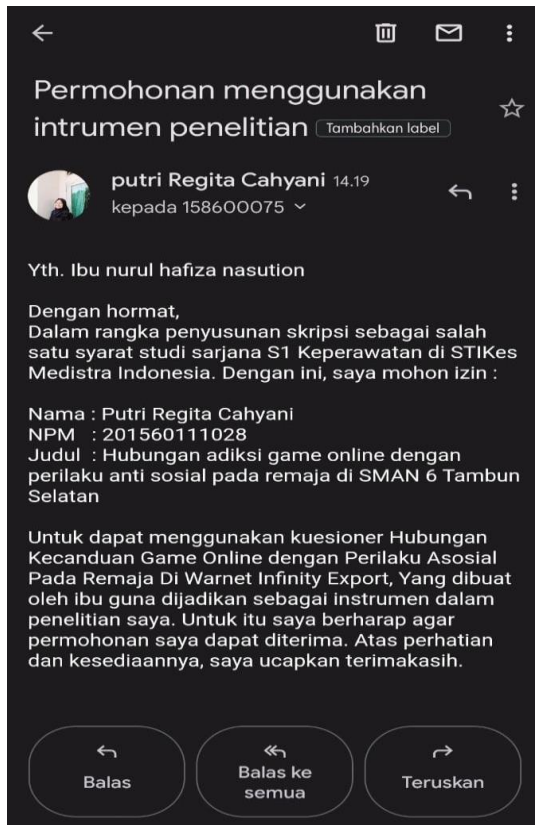 Permohonan menggunakan
intrumen penelitian Tambahkan label
putri Regita Cahyani 14.19
kepada 158600075
Yth. Ibu nurul hafiza nasution
Dengan hormat,
Dalam rangka penyusunan skripsi sebagai salah
satu syarat studi sarjana S1 Keperawatan di STIKes
Medistra Indonesia. Dengan ini, saya mohon izin :
Nama : Putri Regita Cahyani
NPM : 201560111028
Judul : Hubungan adiksi game online dengan
perilaku anti sosial pada remaja di SMAN 6 Tambun
Selatan
Untuk dapat menggunakan kuesioner Hubungan
Kecanduan Game Online dengan Perilaku Asosial
Pada Remaja Di Warnet Infinity Export, Yang dibuat
oleh ibu guna dijadikan sebagai instrumen dalam
penelitian saya. Untuk itu saya berharap agar
permohonan saya dapat diterima. Atas perhatian
dan kesediaannya, saya ucapkan terimakasih.
Balas
Balas ke
semua
Teruskan